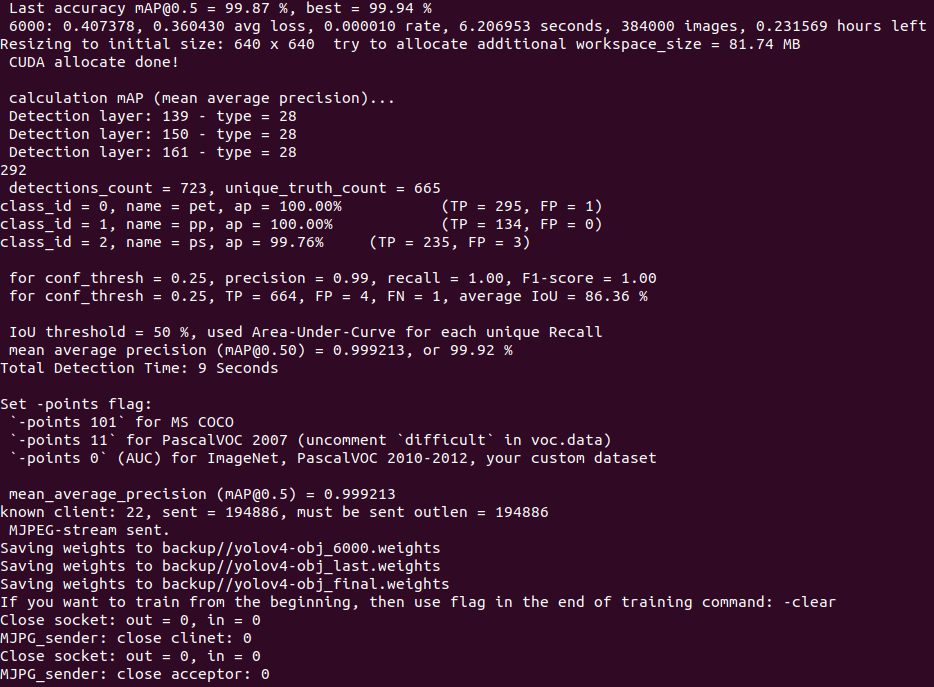 Last accuracy mAP@0.5 = 99.87 %, best = 99.94 %
6000: 0.407378, 0.360430 avg loss, 0.000010 rate, 6.206953 seconds, 384000 images, 0.231569 hours left
Resizing to initial size: 640 x 640  try to allocate additional workspace_size = 81.74 MB
CUDA allocate done!
calculation mAP (mean average precision)...
Detection layer: 139 - type = 28
Detection layer: 150 - type = 28
Detection layer: 161 - type = 28
292
detections_count = 723, unique_truth_count = 665
class_id = 0, name = pet, ap = 100.00%           (TP = 295, FP = 1)
class_id = 1, name = pp, ap = 100.00%            (TP = 134, FP = 0)
class_id = 2, name = ps, ap = 99.76%     (TP = 235, FP = 3)
for conf_thresh = 0.25, precision = 0.99, recall = 1.00, F1-score = 1.00
for conf_thresh = 0.25, TP = 664, FP = 4, FN = 1, average IoU = 86.36 %
IoU threshold = 50 %, used Area-Under-Curve for each unique Recall
mean average precision (mAP@0.50) = 0.999213, or 99.92 %
Total Detection Time: 9 Seconds
Set -points flag:
`-points 101` for MS COCO
`-points 11` for PascalVOC 2007 (uncomment `difficult` in voc.data)
`-points 0` (AUC) for ImageNet, PascalVOC 2010-2012, your custom dataset
mean_average_precision (mAP@0.5) = 0.999213
known client: 22, sent = 194886, must be sent outlen = 194886
MJPEG-stream sent.
Saving weights to backup//yolov4-obj_6000.weights
Saving weights to backup//yolov4-obj_last.weights
Saving weights to backup//yolov4-obj_final.weights
If you want to train from the beginning, then use flag in the end of training command: -clear
Close socket: out = 0, in = 0
MJPG_sender: close clinet: 0
Close socket: out = 0, in = 0
MJPG_sender: close acceptor: 0